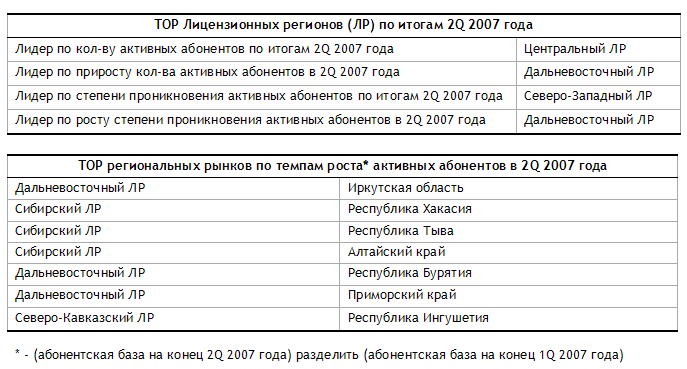 TOP Лицензионных регионов (ЛР) по итогам 2Q 2007 года
Лидер по кол-ву активных абонентов по итогам 2Q 2007 года Центральный ЛР
Лидер по приросту кол-ва активных абонентов в 2Q 2007 года Дальневосточный ЛР
Лидер по степени проникновения активных абонентов по итогам 2Q 2007 года Северо-Западный ЛР
Лидер по росту степени проникновения активных абонентов в 2Q 2007 года Дальневосточный ЛР
TOP региональных рынков по темпам роста* активных абонентов в 2Q 2007 года
Дальневосточный ЛР Иркутская область
Сибирский ЛР Республика Хакасия
Сибирский ЛР Республика Тыва
Сибирский ЛР Алтайский край
Дальневосточный ЛР Республика Бурятия
Дальневосточный ЛР Приморский край
Северо-Кавказский ЛР Республика Ингушетия
* - (абонентская база на конец 2Q 2007 года) разделить (абонентская база на конец 1Q 2007 года)